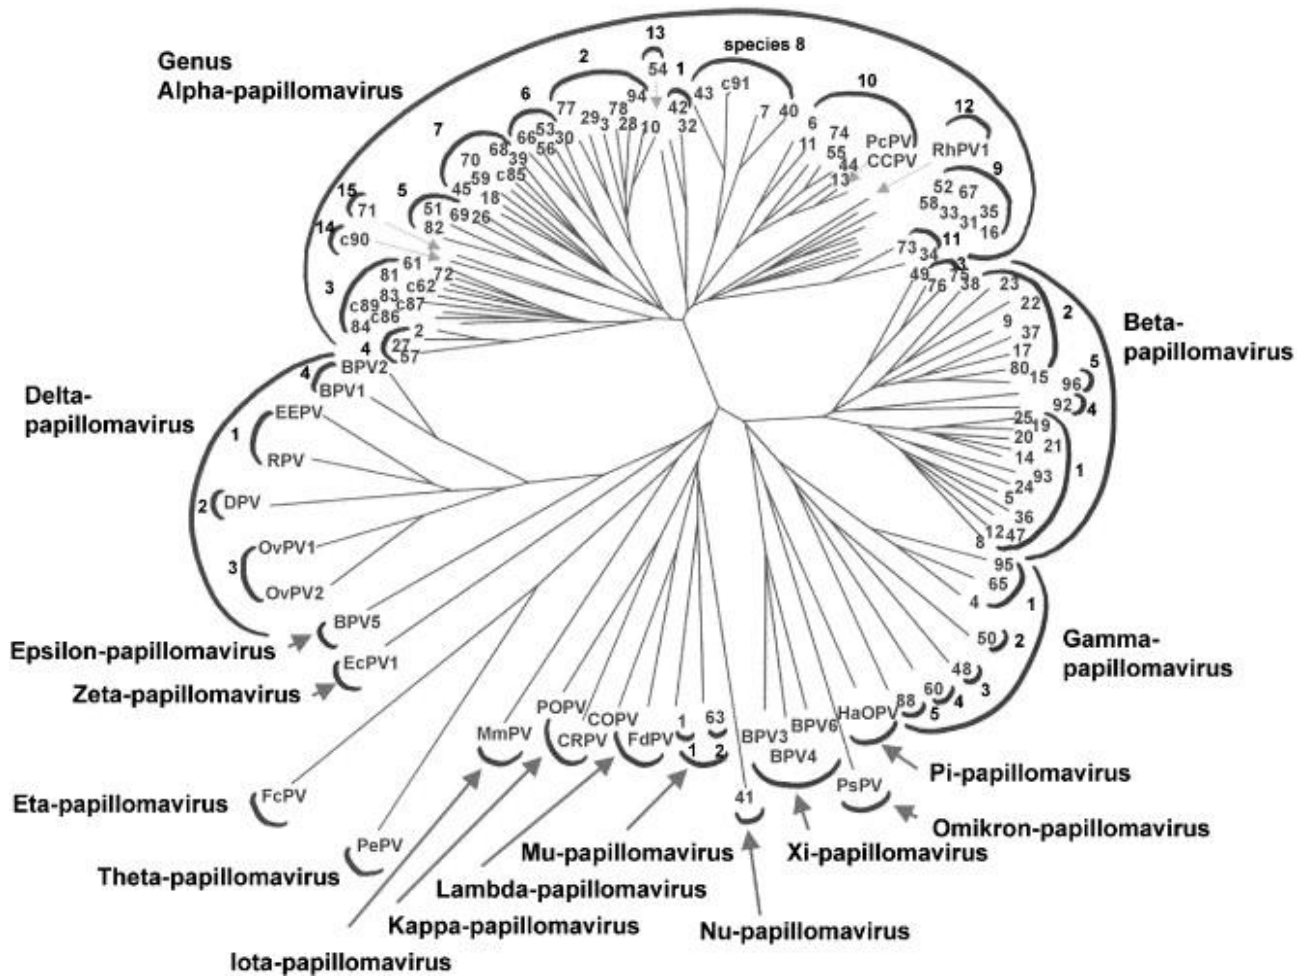 Genus
Alpha-papillomavirus
13
54
2
1
species 8
c91
43
42
32
7
40
10
6
11
74
55
44
13
PcPV
CCPV
12
RhPV1
9
52
67
58
33
31
35
16
6
77
94
78
29
3
28
10
7
53
66
30
56
68
39
70
c85
59
45
18
5
51
69
26
82
15
71
14
c90
3
61
81
72
c62
83
c89
c87
c86
84
4
2
27
57
73
11
34
3
49
75
76
38
23
2
22
9
37
17
80
15
5
96
92
4
Beta-
papillomavirus
25
19
20
21
14
1
93
24
5
36
12
47
8
Delta-
papillomavirus
4
BPV2
BPV1
1
EEPV
RPV
2
DPV
3
OvPV1
OvPV2
95
65
4
1
Gamma-
papillomavirus
50
2
48
3
60
4
88
5
BPV5
Epsilon-papillomavirus
EcPV1
Zeta-papillomavirus
FcPV
Eta-papillomavirus
PePV
Theta-papillomavirus
MmPV
Iota-papillomavirus
POPV
CRPV
Kappa-papillomavirus
COPV
FdPV
Lambda-papillomavirus
1
63
1
2
Mu-papillomavirus
41
Nu-papillomavirus
BPV3
BPV6
BPV4
Xi-papillomavirus
PsPV
Omikron-papillomavirus
HaOPV
Pi-papillomavirus